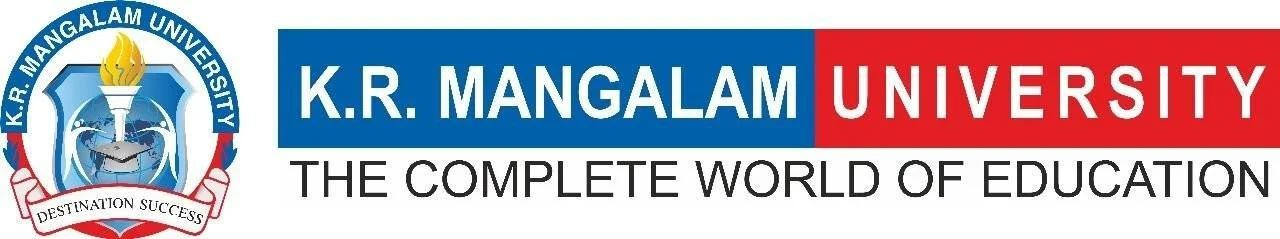 K.R. MANGALAM UNIVERSITY
DESTINATION SUCCESS
K.R. MANGALAM UNIVERSITY
THE COMPLETE WORLD OF EDUCATION